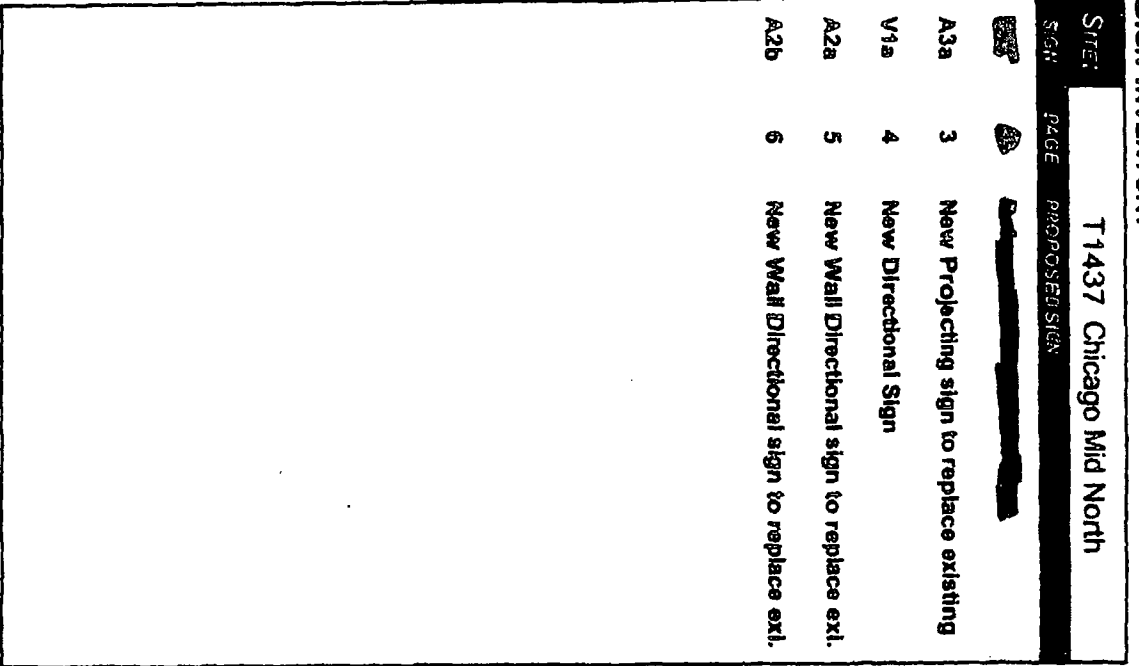 SITE: T1437 Chicago Mid North
SIGN PAGE PROPOSED SIGN
A3a 3 New Projecting sign to replace existing
V1a 4 New Directional Sign
A2a 5 New Wall Directional sign to replace exi.
A2b 6 New Wall Directional sign to replace exi.